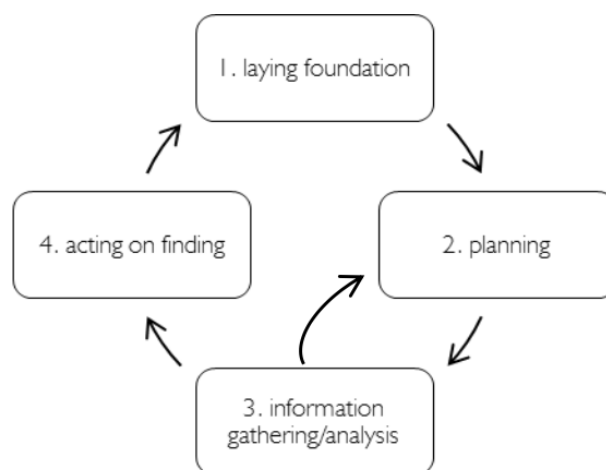 1. laying foundation
4. acting on finding
2. planning
3. information
gathering/analysis